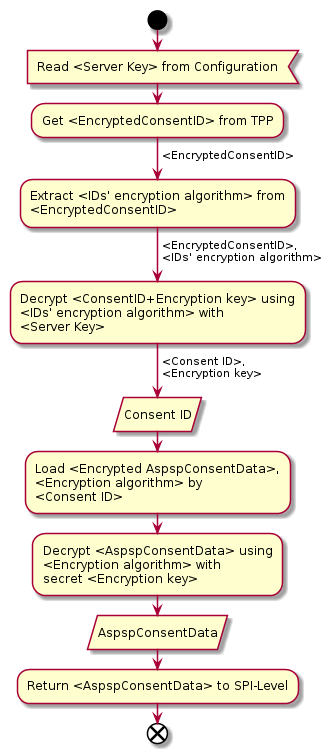 Read <Server Key> from Configuration
Get <EncryptedConsentID> from TPP
<EncryptedConsentID>
Extract <IDs' encryption algorithm> from
<EncryptedConsentID>
<EncryptedConsentID>,
<IDs' encryption algorithm>
Decrypt <ConsentID+Encryption key> using
<IDs' encryption algorithm> with
<Server Key>
<Consent ID>,
<Encryption key>
Consent ID
Load <Encrypted AspspConsentData>,
<Encryption algorithm> by
<Consent ID>
Decrypt <AspspConsentData> using
<Encryption algorithm> with
secret <Encryption key>
AspspConsentData
Return <AspspConsentData> to SPI-Level